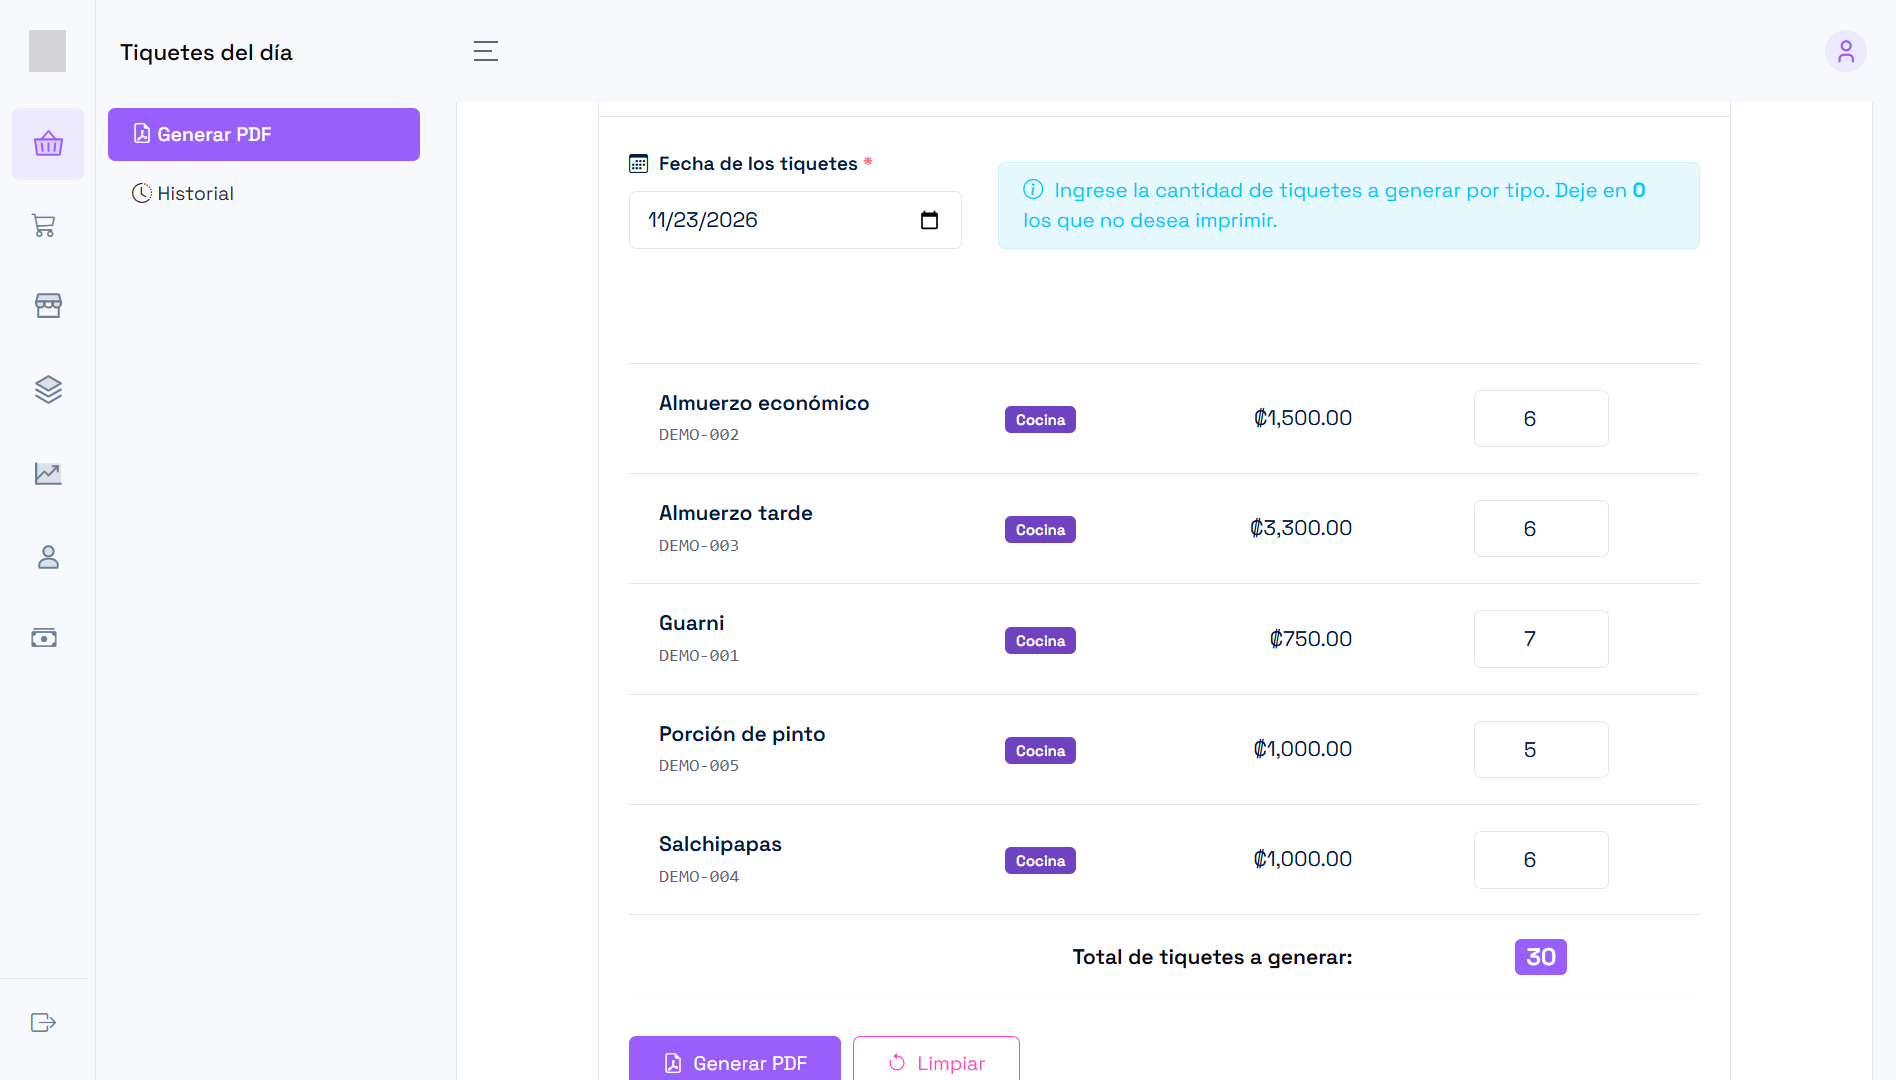 Tiquetes del día
Generar PDF
Historial
Fecha de los tiquetes *
11/23/2026
Ingrese la cantidad de tiquetes a generar por tipo. Deje en 0
los que no desea imprimir.
Almuerzo económico
DEMO-002
Cocina
₡1,500.00
6
Almuerzo tarde
DEMO-003
Cocina
₡3,300.00
6
Guarni
DEMO-001
Cocina
₡750.00
7
Porción de pinto
DEMO-005
Cocina
₡1,000.00
5
Salchipapas
DEMO-004
Cocina
₡1,000.00
6
Total de tiquetes a generar:
30
Generar PDF
Limpiar